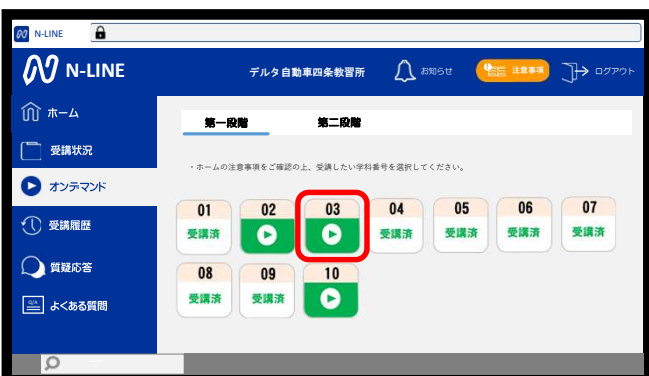 N-LINE
N-LINE
デルタ自動車四条教習所
お知らせ
注意事項
ログアウト
ホーム
受講状況
オンデマンド
受講履歴
質疑応答
Q/A
よくある質問
第一段階 第二段階
・ホームの注意事項をご確認の上、受講したい学科番号を選択してください。
01 02 03 04 05 06 07
受講済 受講済 受講済 受講済 受講済
08 09 10
受講済 受講済